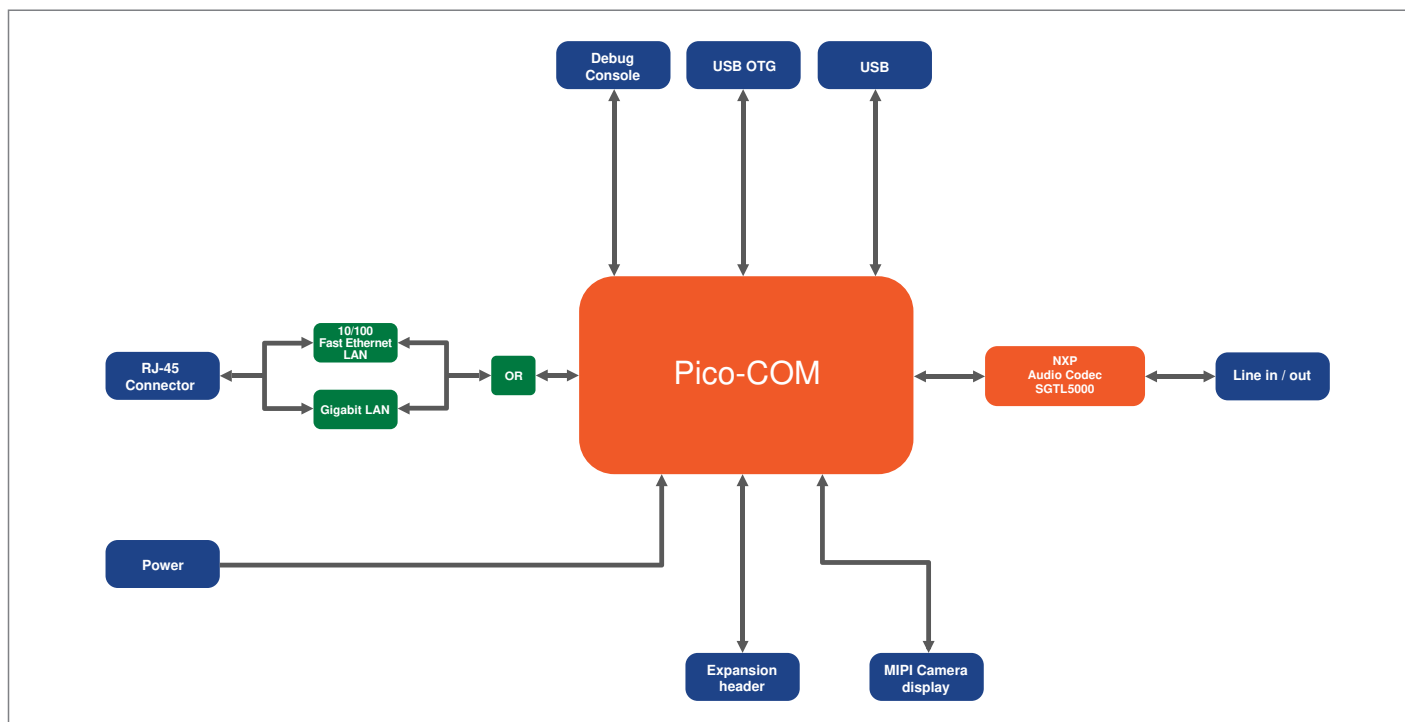 Debug
Console
USB OTG
USB
10/100
Fast Ethernet
LAN
RJ-45
Connector
OR
Gigabit LAN
Pico-COM
NXP
Audio Codec
SGTL5000
Line in / out
Power
Expansion
header
MIPI Camera
display